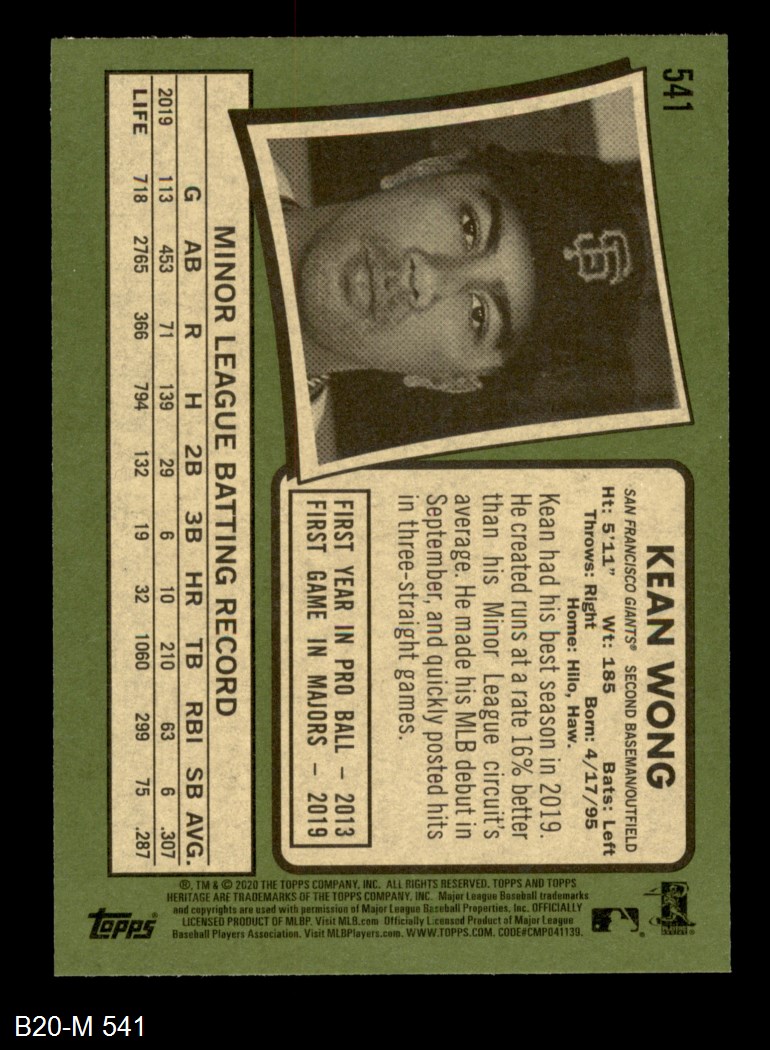 541
KEAN WONG
SAN FRANCISCO GIANTS® SECOND BASEMAN/OUTFIELD
Ht: 5'11" Wt: 185 Bats: Left
Throws: Right Born: 4/17/95
Home: Hilo, Haw.
Kean had his best season in 2019.
He created runs at a rate 16% better
than his Minor League circuit's
average. He made his MLB debut in
September, and quickly posted hits
in three-straight games.
FIRST YEAR IN PRO BALL – 2013
FIRST GAME IN MAJORS – 2019
MINOR LEAGUE BATTING RECORD
G AB R H 2B 3B HR TB RBI SB AVG.
2019 113 453 71 139 29 6 10 210 63 6 .307
LIFE 718 2765 366 794 132 19 32 1060 299 75 .287
®, TM & © 2020 THE TOPPS COMPANY, INC. ALL RIGHTS RESERVED. TOPPS AND TOPPS
HERITAGE ARE TRADEMARKS OF THE TOPPS COMPANY, INC. Major League Baseball trademarks
and copyrights are used with permission of Major League Baseball Properties, Inc. OFFICIALLY
LICENSED PRODUCT OF MLBP. Visit MLB.com Officially Licensed Product of Major League
Baseball Players Association. Visit MLBPlayers.com. WWW.TOPPS.COM. CODE#CMP041139.
topps®
B20-M 541